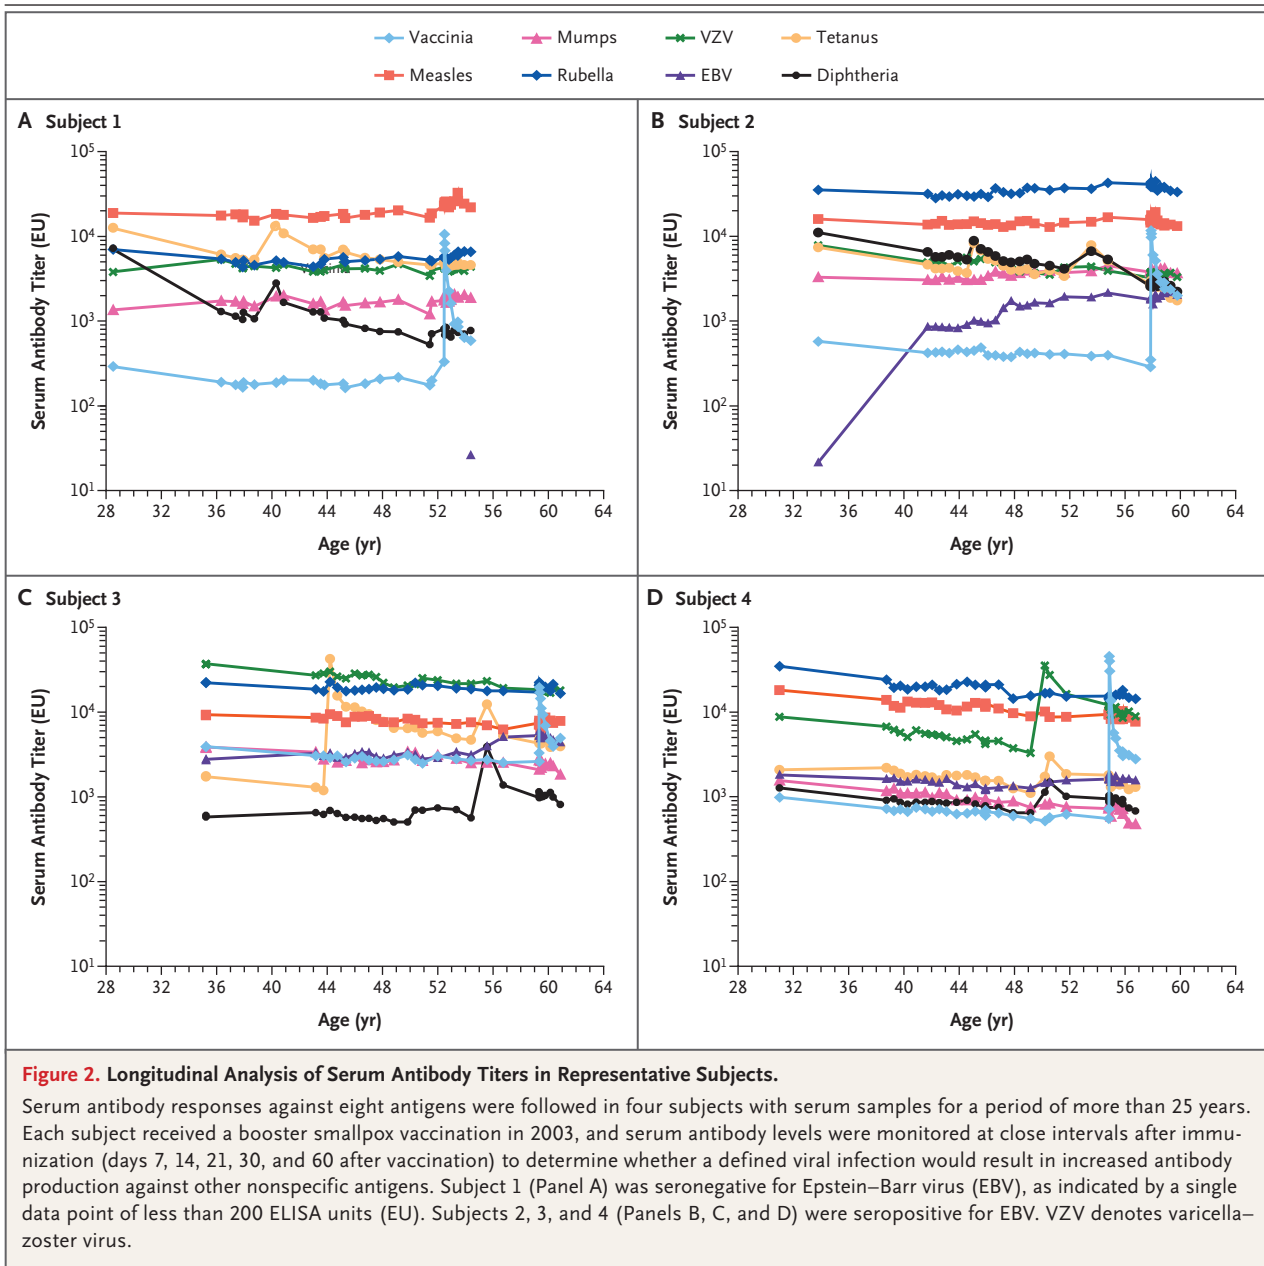 Vaccinia Mumps VZV Tetanus
Measles Rubella EBV Diphtheria
A Subject 1
10⁵
10⁴
10³
10²
10¹
Serum Antibody Titer (EU)
28 32 36 40 44 48 52 56 60 64
Age (yr)
B Subject 2
10⁵
10⁴
10³
10²
10¹
Serum Antibody Titer (EU)
28 32 36 40 44 48 52 56 60 64
Age (yr)
C Subject 3
10⁵
10⁴
10³
10²
10¹
Serum Antibody Titer (EU)
28 32 36 40 44 48 52 56 60 64
Age (yr)
D Subject 4
10⁵
10⁴
10³
10²
10¹
Serum Antibody Titer (EU)
28 32 36 40 44 48 52 56 60 64
Age (yr)
Figure 2. Longitudinal Analysis of Serum Antibody Titers in Representative Subjects.
Serum antibody responses against eight antigens were followed in four subjects with serum samples for a period of more than 25 years.
Each subject received a booster smallpox vaccination in 2003, and serum antibody levels were monitored at close intervals after immu-
nization (days 7, 14, 21, 30, and 60 after vaccination) to determine whether a defined viral infection would result in increased antibody
production against other nonspecific antigens. Subject 1 (Panel A) was seronegative for Epstein–Barr virus (EBV), as indicated by a single
data point of less than 200 ELISA units (EU). Subjects 2, 3, and 4 (Panels B, C, and D) were seropositive for EBV. VZV denotes varicella–
zoster virus.